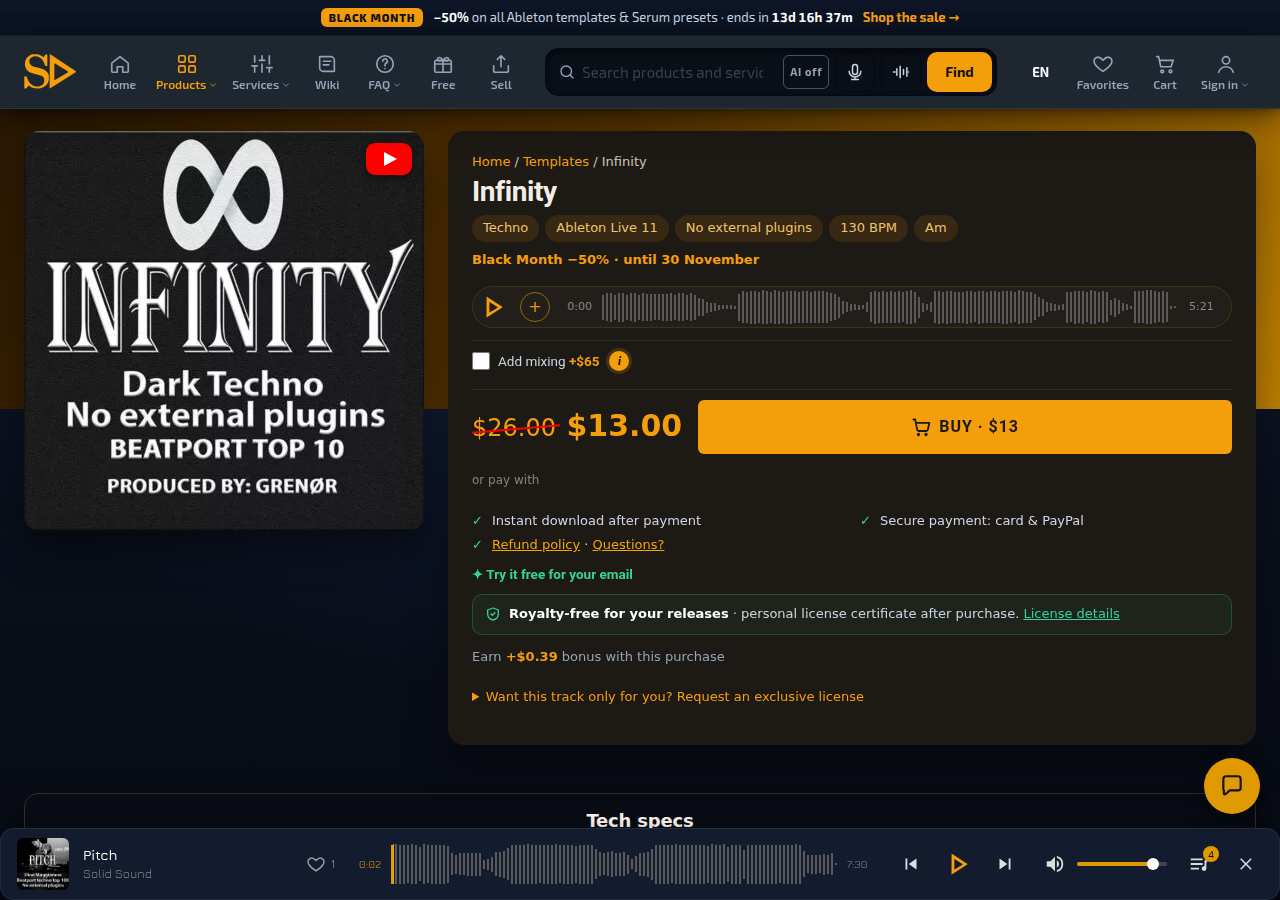 BLACK MONTH −50% on all Ableton templates & Serum presets · ends in 13d 16h 37m Shop the sale →
SD
Home Products Services Wiki FAQ Free Sell Search products and servic AI off Find EN Favorites Cart Sign in
INFINITY
Dark Techno
No external plugins
BEATPORT TOP 10
PRODUCED BY: GRENØR
Home / Templates / Infinity
Infinity
Techno Ableton Live 11 No external plugins 130 BPM Am
Black Month −50% · until 30 November
+ 0:00 5:21
Add mixing +$65 i
$26.00 $13.00 BUY · $13
or pay with
✓ Instant download after payment ✓ Secure payment: card & PayPal
✓ Refund policy · Questions?
✦ Try it free for your email
Royalty-free for your releases · personal license certificate after purchase. License details
Earn +$0.39 bonus with this purchase
▶ Want this track only for you? Request an exclusive license
Tech specs
PITCH
Pitch
Solid Sound
1 0:02 7:30 4